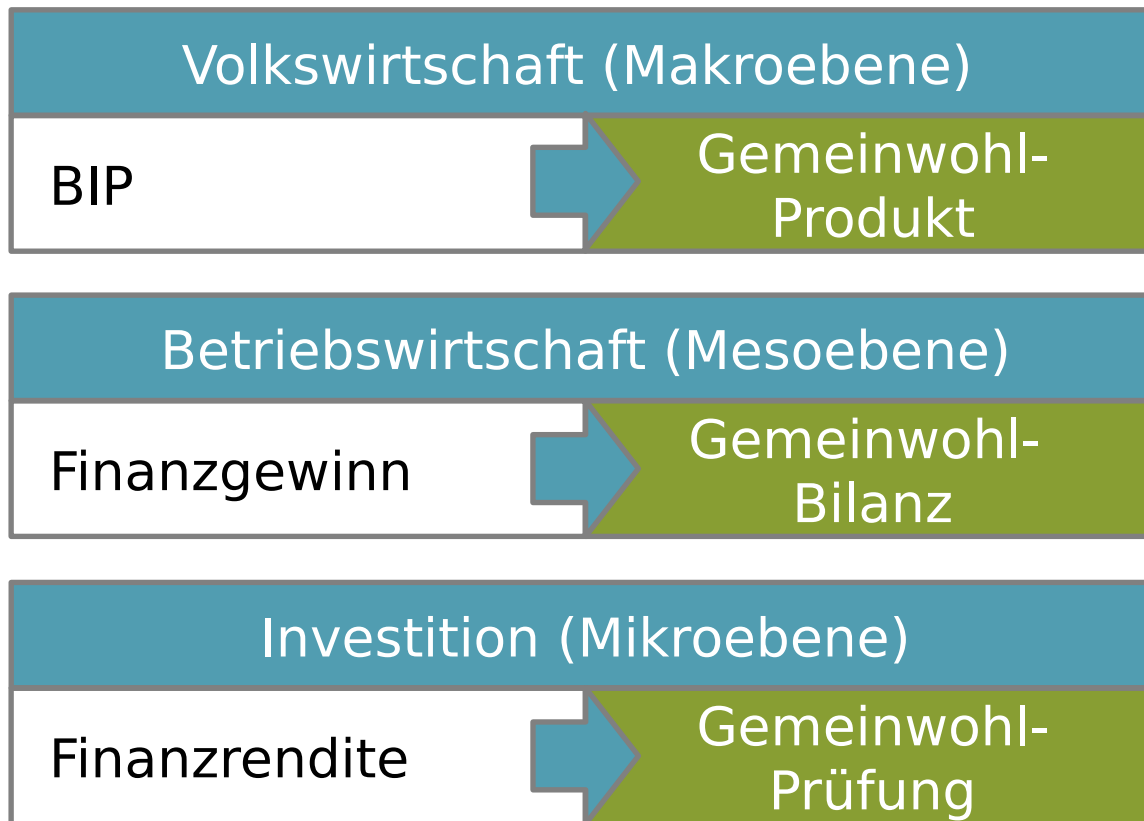 Volkswirtschaft (Makroebene)
BIP
Gemeinwohl-
Produkt
Betriebswirtschaft (Mesoebene)
Finanzgewinn
Gemeinwohl-
Bilanz
Investition (Mikroebene)
Finanzrendite
Gemeinwohl-
Prüfung